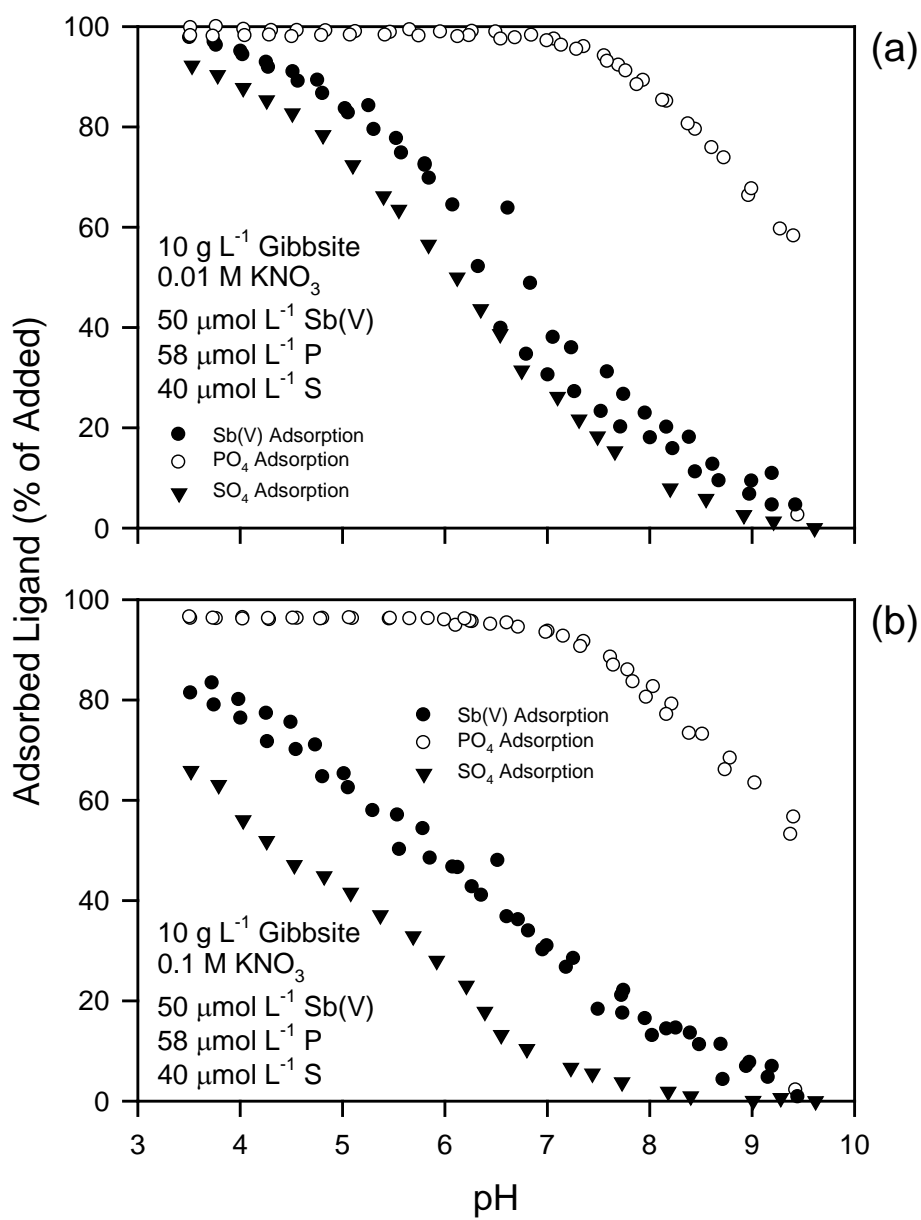 Adsorbed Ligand (% of Added)
100
80
60
40
20
0
(a)
10 g L⁻¹ Gibbsite
0.01 M KNO₃
50 μmol L⁻¹ Sb(V)
58 μmol L⁻¹ P
40 μmol L⁻¹ S
Sb(V) Adsorption
PO₄ Adsorption
SO₄ Adsorption
100
80
60
40
20
0
(b)
Sb(V) Adsorption
PO₄ Adsorption
SO₄ Adsorption
10 g L⁻¹ Gibbsite
0.1 M KNO₃
50 μmol L⁻¹ Sb(V)
58 μmol L⁻¹ P
40 μmol L⁻¹ S
3 4 5 6 7 8 9 10
pH